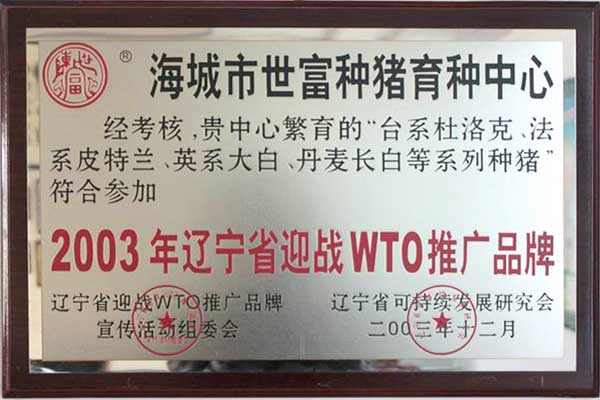 ® 海城市世富种猪育种中心
经考核,贵中心繁育的“台系杜洛克、法
系皮特兰、英系大白、丹麦长白等系列种猪”
符合参加
2003年辽宁省迎战WTO推广品牌
辽宁省迎战WTO推广品牌 辽宁省可持续发展研究会
宣传活动组委会 二00三年十二月